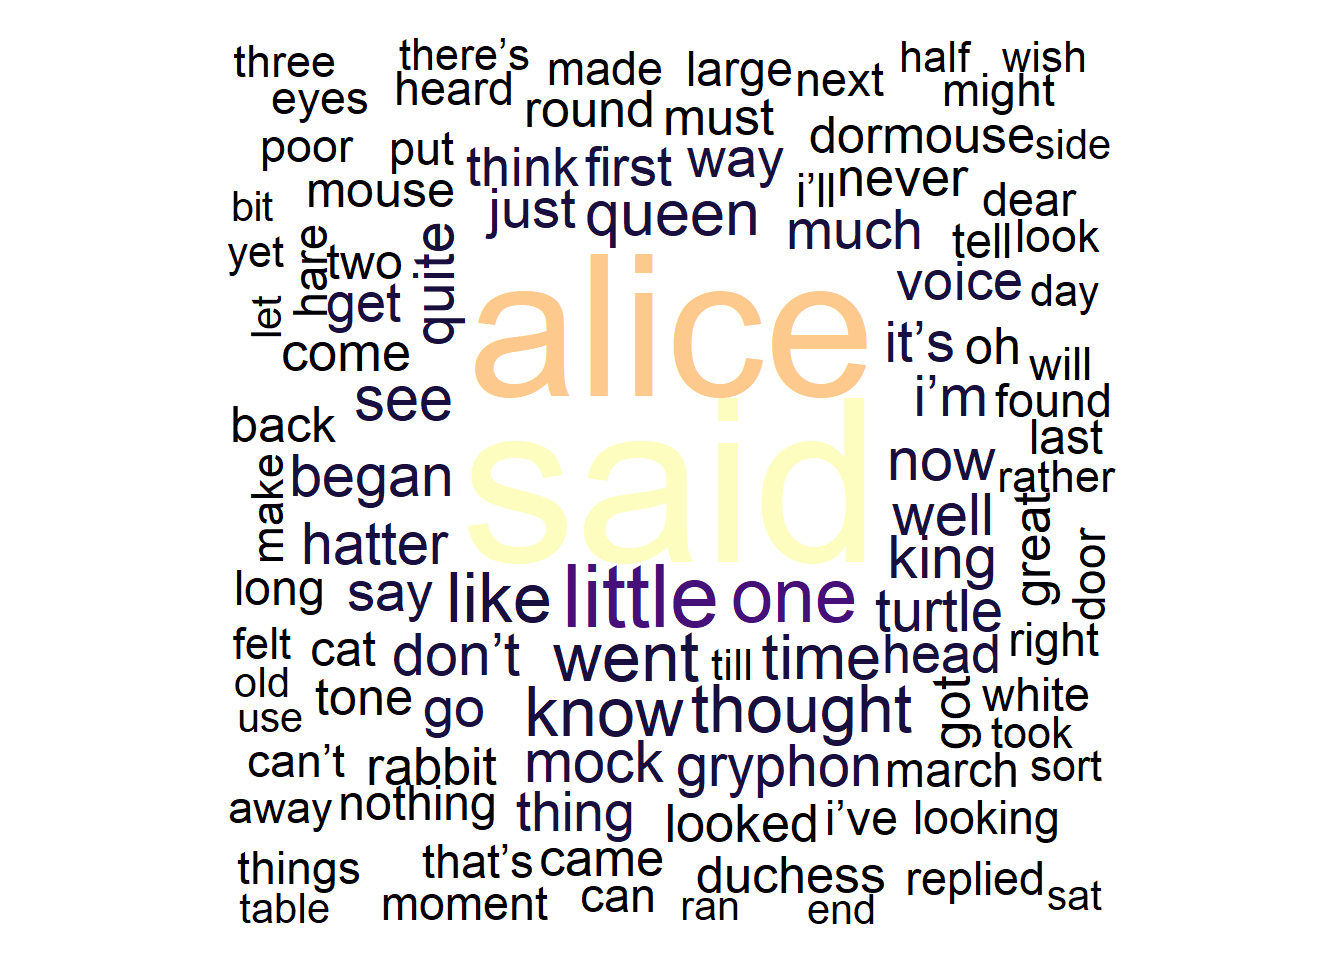 three there’s made large next half wish
eyes heard round must might
poor put think first way dormouse side
bit mouse just queen much i’ll never dear
yet hare two quite tell look
let get alice voice day
come it’s oh will
see i’m found
back said last
make began now rather
hatter well great
king door
long say like little one turtle
felt cat don’t went till time head right
old tone go know thought got white
use took
can’t rabbit mock gryphon march sort
away nothing thing looked i’ve looking
things that’s came duchess replied
table moment can ran end sat